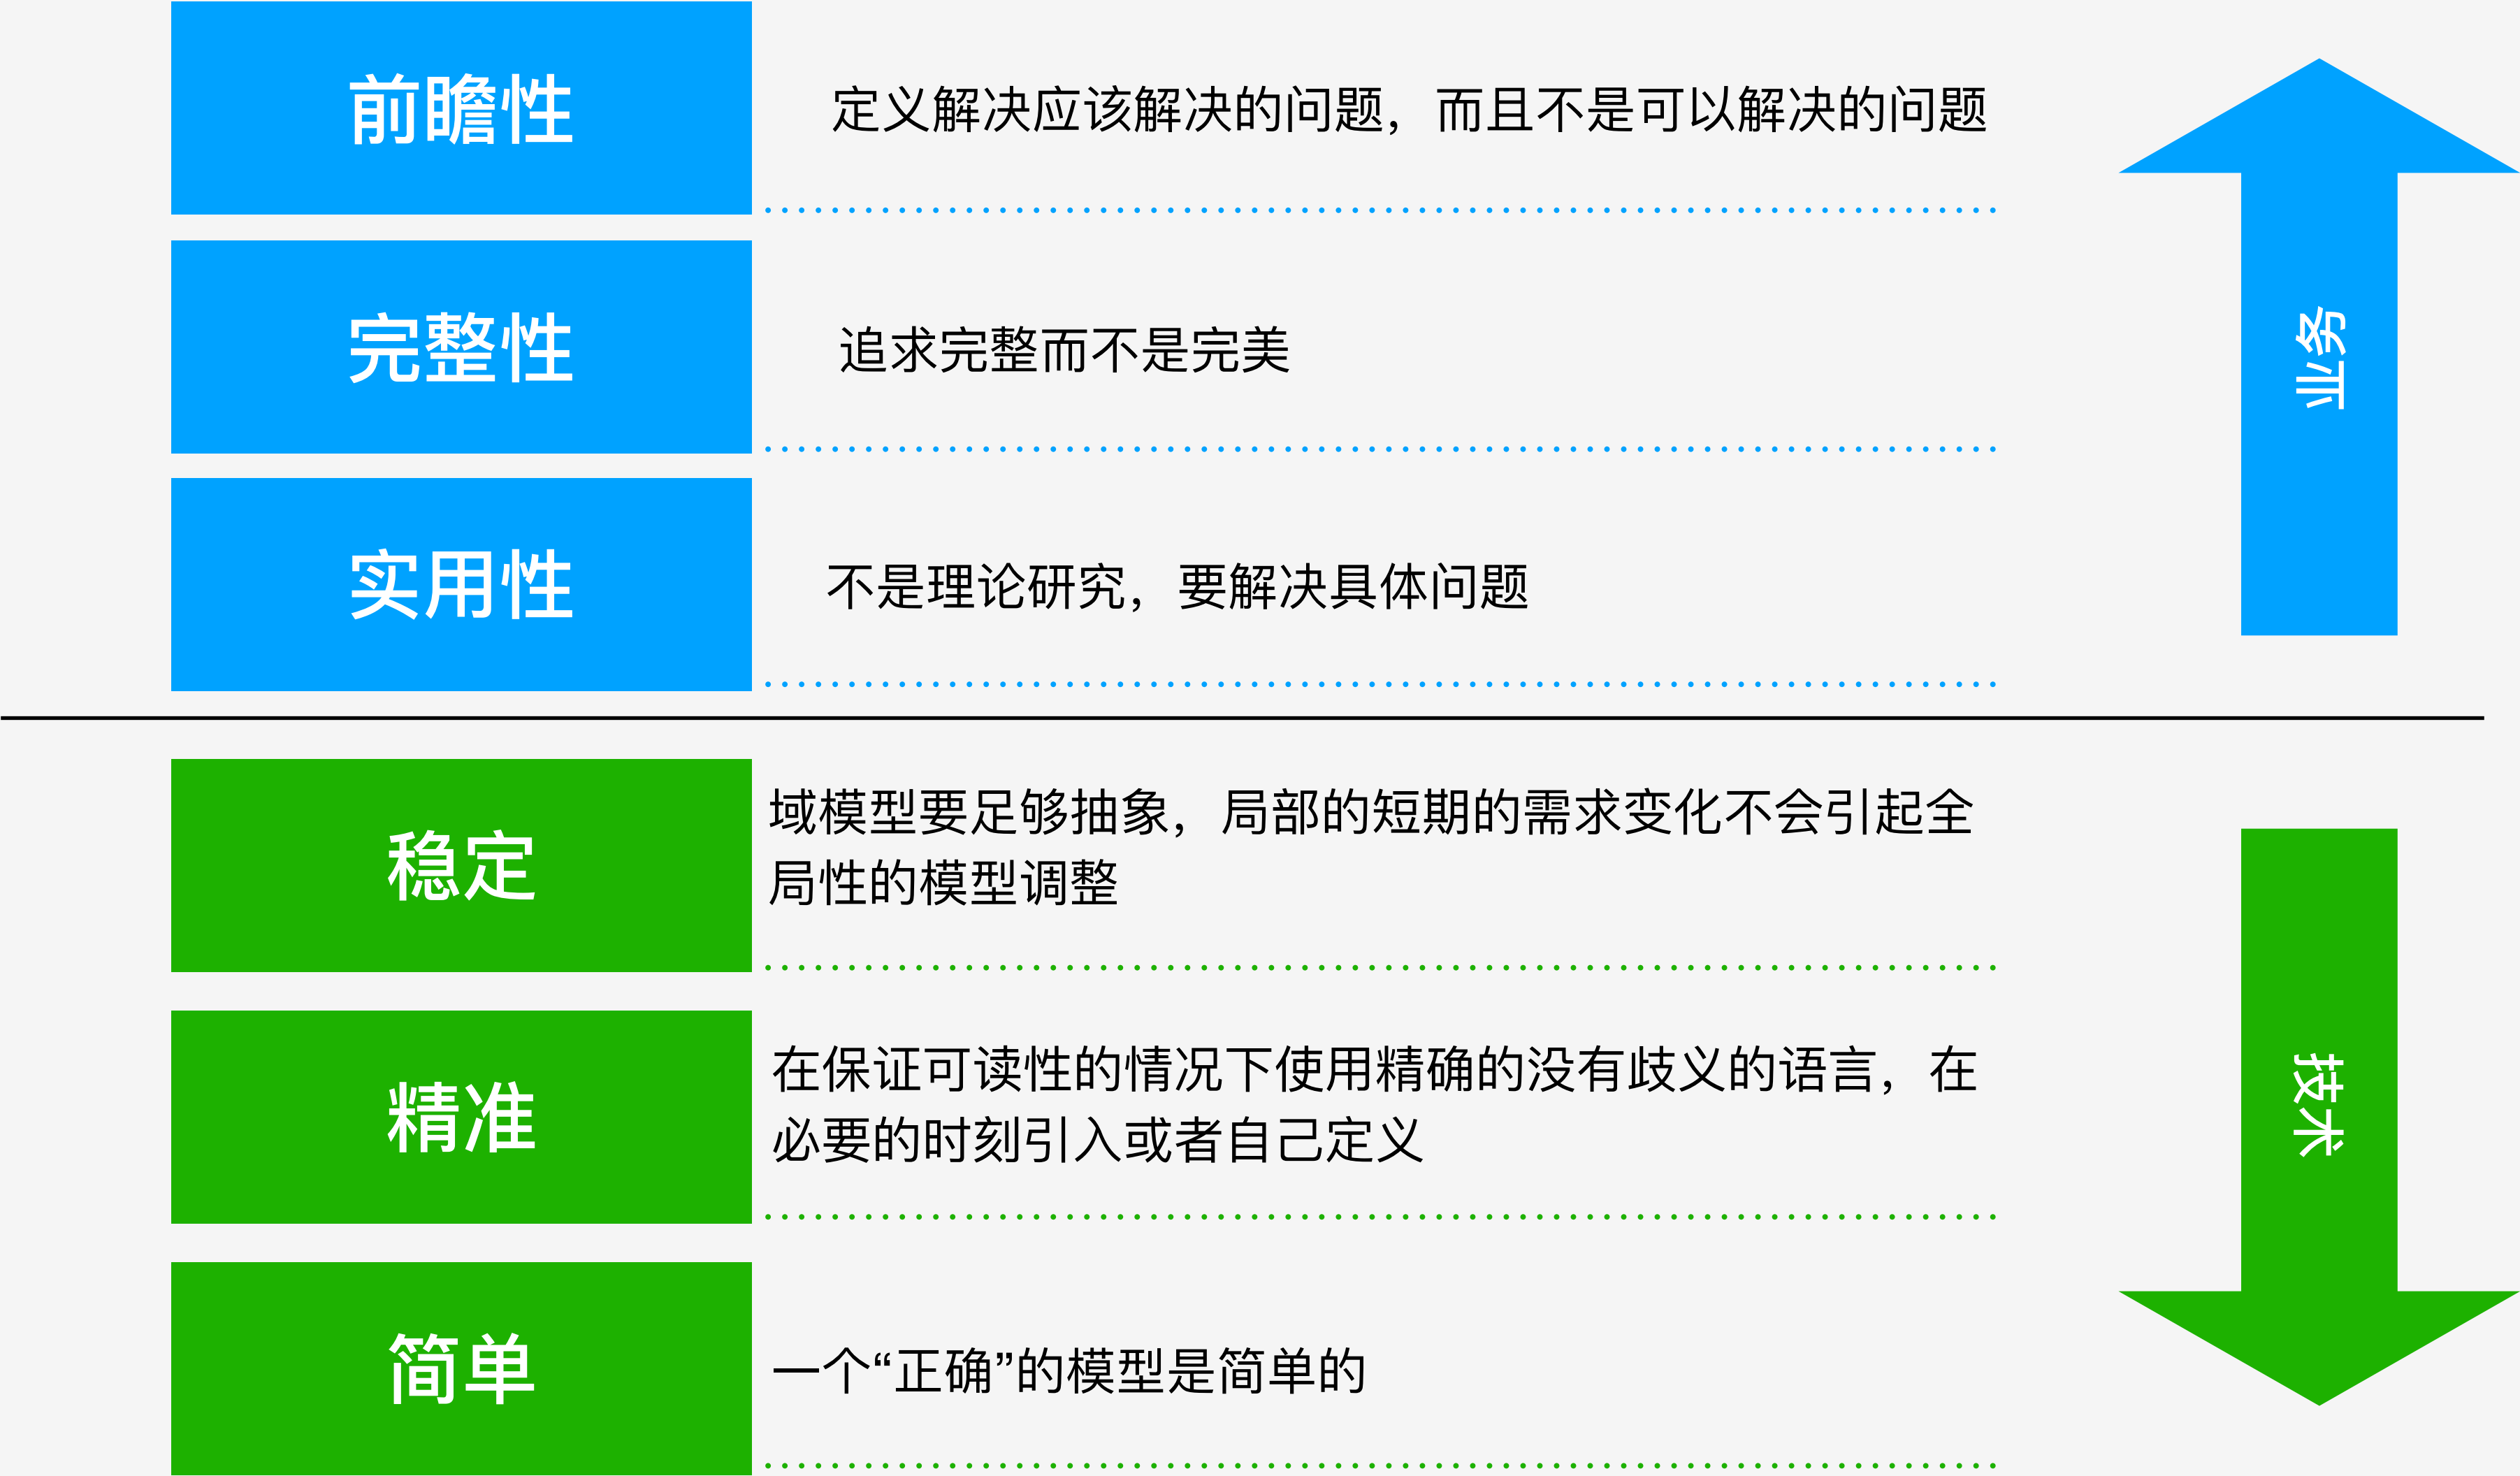 前瞻性
定义解决应该解决的问题，而且不是可以解决的问题
完整性
追求完整而不是完美
实用性
不是理论研究，要解决具体问题
业务
稳定
域模型要足够抽象，局部的短期的需求变化不会引起全
局性的模型调整
精准
在保证可读性的情况下使用精确的没有歧义的语言，在
必要的时刻引入或者自己定义
简单
一个“正确”的模型是简单的
技术